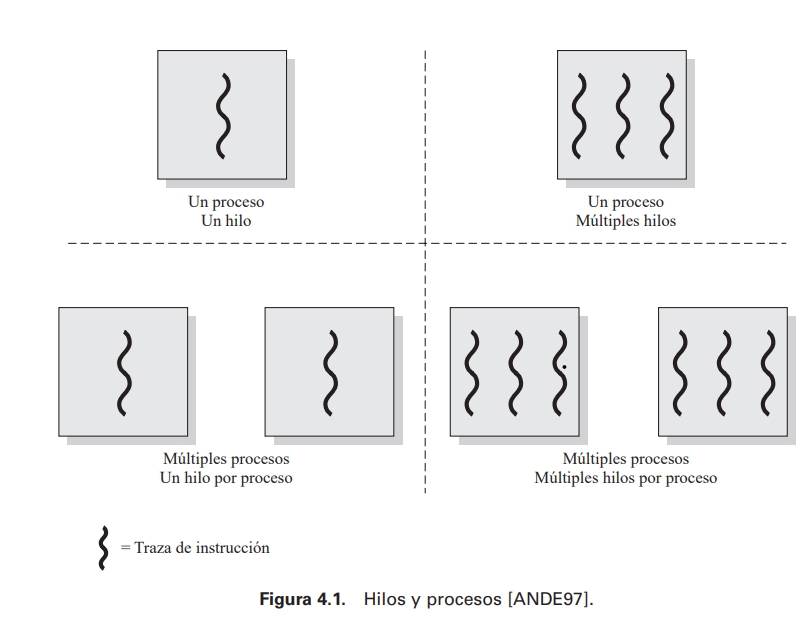 Un proceso
Un hilo
Un proceso
Múltiples hilos
Múltiples procesos
Un hilo por proceso
Múltiples procesos
Múltiples hilos por proceso
= Traza de instrucción
Figura 4.1. Hilos y procesos [ANDE97].